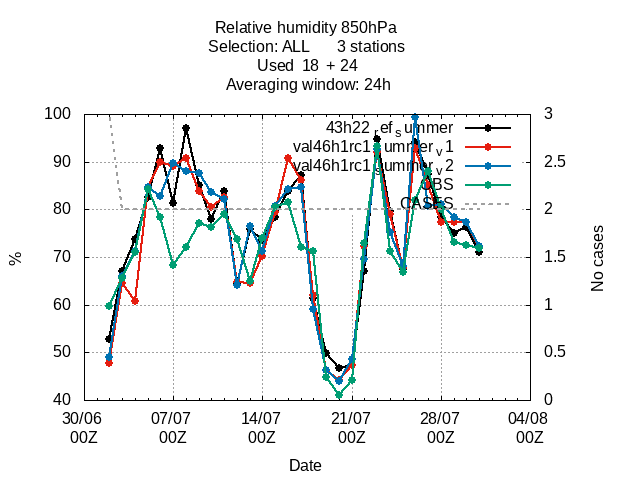 Relative humidity 850hPa
Selection: ALL 3 stations
Used 18 + 24
Averaging window: 24h
100
90
80
70
60
50
40
%
3
2.5
2
1.5
1
0.5
0
No cases
43h22_ref_summer
val46h1rc1_summer_v1
val46h1rc1_summer_v2
OBS
CASES
30/06 07/07 14/07 21/07 28/07 04/08
00Z 00Z 00Z 00Z 00Z 00Z
Date